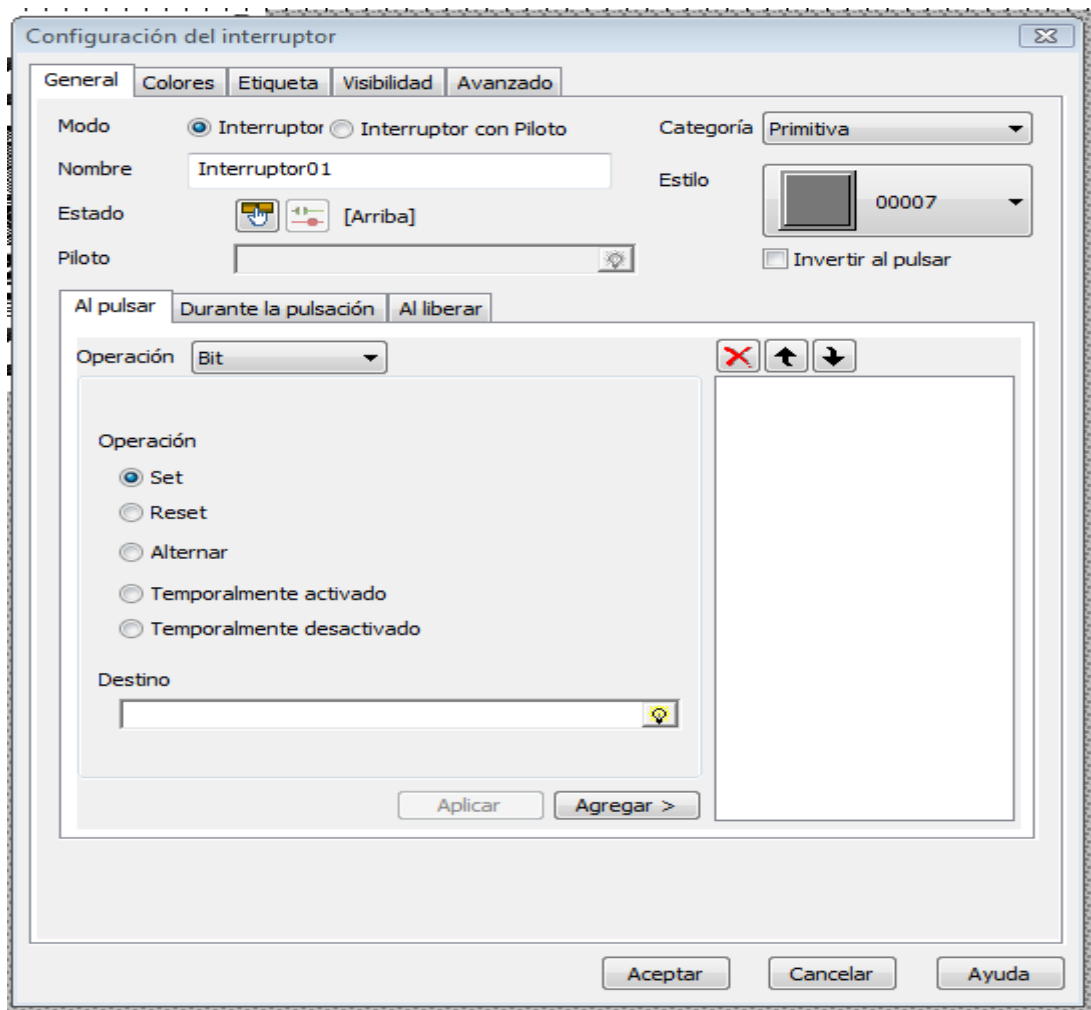 Configuración del interruptor
General Colores Etiqueta Visibilidad Avanzado
Modo Interruptor Interruptor con Piloto Categoría Primitiva
Nombre Interruptor01
Estilo 00007
Estado [Arriba]
Piloto Invertir al pulsar
Al pulsar Durante la pulsación Al liberar
Operación Bit
Operación
Set
Reset
Alternar
Temporalmente activado
Temporalmente desactivado
Destino
Aplicar Agregar >
Aceptar Cancelar Ayuda